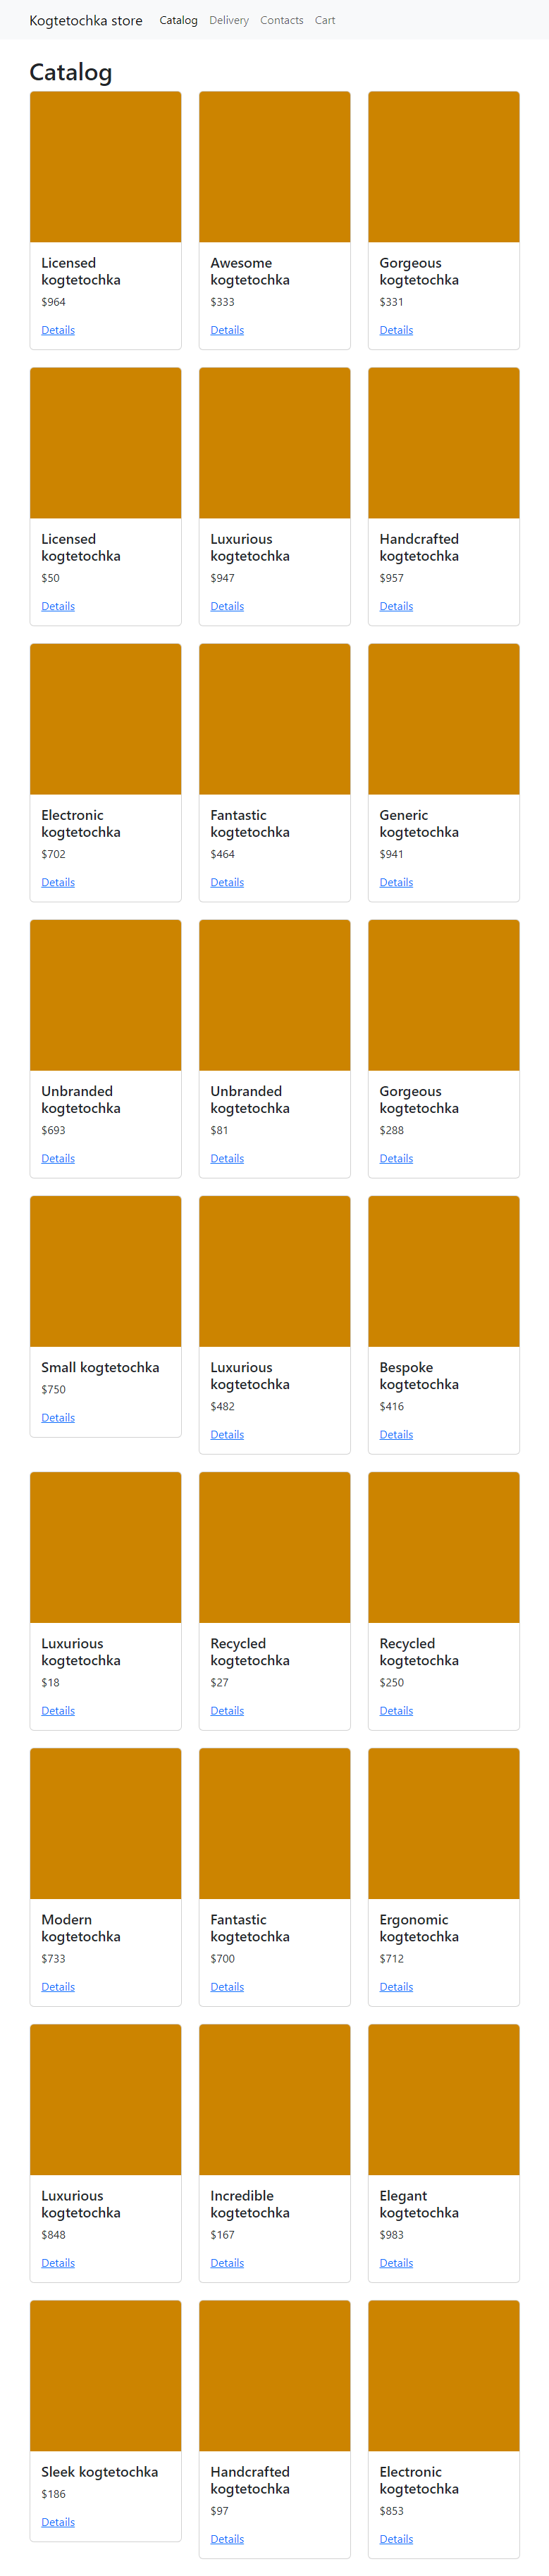 Kogtetochka store Catalog Delivery Contacts Cart
Catalog
Licensed
kogtetochka
$964
Details
Awesome
kogtetochka
$333
Details
Gorgeous
kogtetochka
$331
Details
Licensed
kogtetochka
$50
Details
Luxurious
kogtetochka
$947
Details
Handcrafted
kogtetochka
$957
Details
Electronic
kogtetochka
$702
Details
Fantastic
kogtetochka
$464
Details
Generic
kogtetochka
$941
Details
Unbranded
kogtetochka
$693
Details
Unbranded
kogtetochka
$81
Details
Gorgeous
kogtetochka
$288
Details
Small kogtetochka
$750
Details
Luxurious
kogtetochka
$482
Details
Bespoke
kogtetochka
$416
Details
Luxurious
kogtetochka
$18
Details
Recycled
kogtetochka
$27
Details
Recycled
kogtetochka
$250
Details
Modern
kogtetochka
$733
Details
Fantastic
kogtetochka
$700
Details
Ergonomic
kogtetochka
$712
Details
Luxurious
kogtetochka
$848
Details
Incredible
kogtetochka
$167
Details
Elegant
kogtetochka
$983
Details
Sleek kogtetochka
$186
Details
Handcrafted
kogtetochka
$97
Details
Electronic
kogtetochka
$853
Details